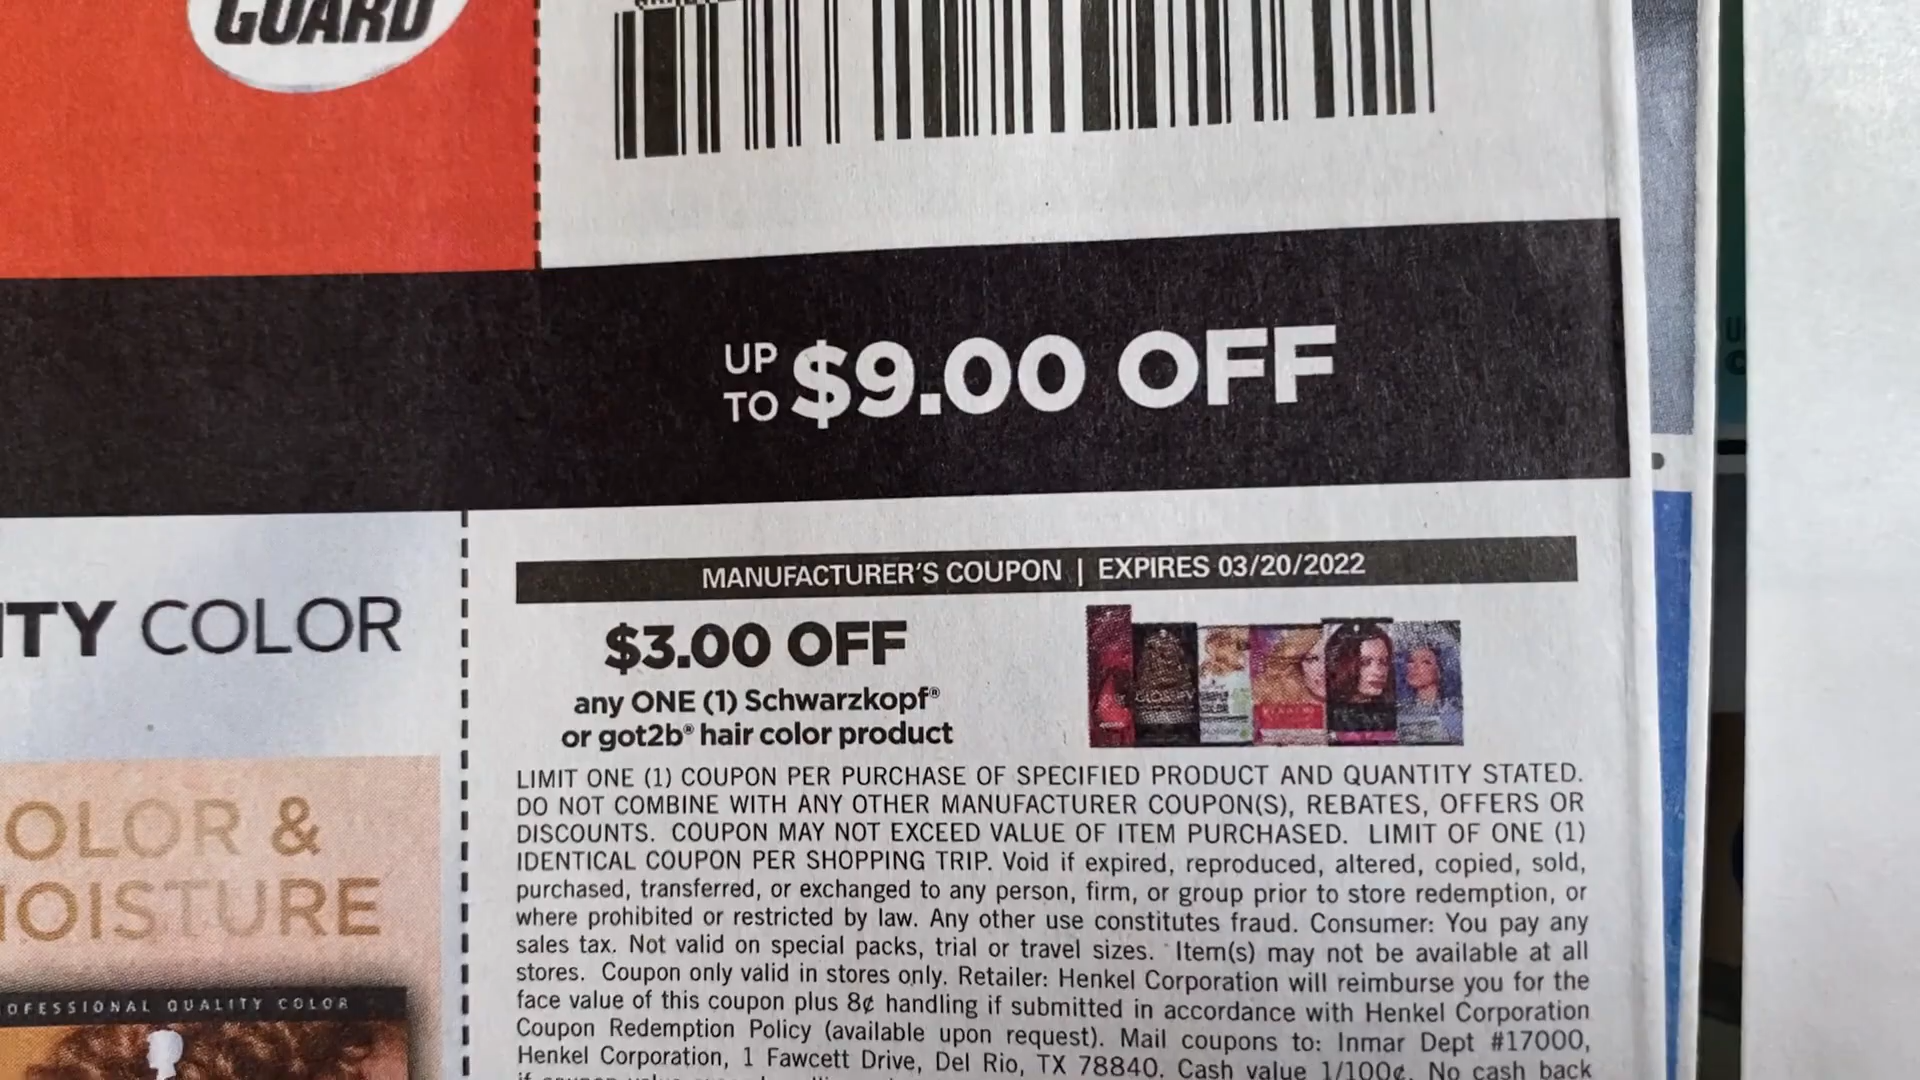 GUARD
UP
TO $9.00 OFF
MANUFACTURER'S COUPON | EXPIRES 03/20/2022
$3.00 OFF
any ONE (1) Schwarzkopf®
or got2b® hair color product
LIMIT ONE (1) COUPON PER PURCHASE OF SPECIFIED PRODUCT AND QUANTITY STATED.
DO NOT COMBINE WITH ANY OTHER MANUFACTURER COUPON(S), REBATES, OFFERS OR
DISCOUNTS. COUPON MAY NOT EXCEED VALUE OF ITEM PURCHASED. LIMIT OF ONE (1)
IDENTICAL COUPON PER SHOPPING TRIP. Void if expired, reproduced, altered, copied, sold,
purchased, transferred, or exchanged to any person, firm, or group prior to store redemption, or
where prohibited or restricted by law. Any other use constitutes fraud. Consumer: You pay any
sales tax. Not valid on special packs, trial or travel sizes. Item(s) may not be available at all
stores. Coupon only valid in stores only. Retailer: Henkel Corporation will reimburse you for the
face value of this coupon plus 8¢ handling if submitted in accordance with Henkel Corporation
Coupon Redemption Policy (available upon request). Mail coupons to: Inmar Dept #17000,
Henkel Corporation, 1 Fawcett Drive, Del Rio, TX 78840. Cash value 1/100¢. No cash back
ITY COLOR
OLOR &
OISTURE
OFESSIONAL QUALITY COLOR